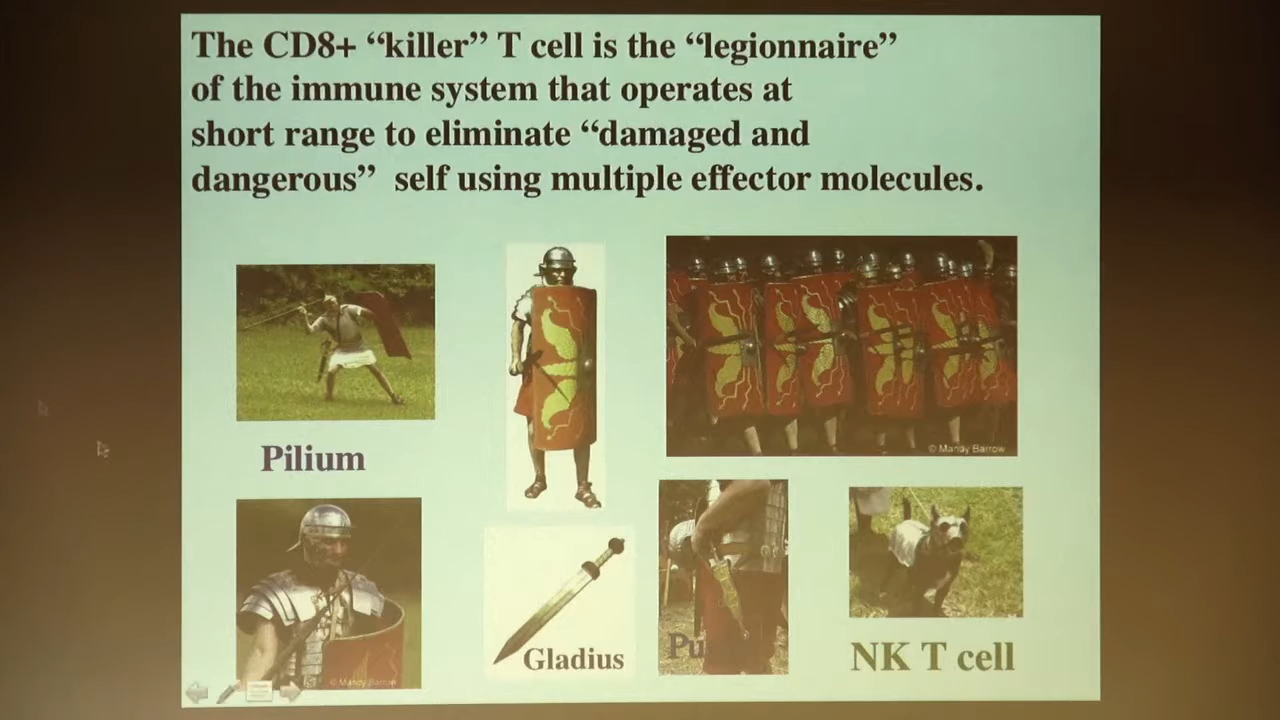 The CD8+ “killer” T cell is the “legionnaire”
of the immune system that operates at
short range to eliminate “damaged and
dangerous” self using multiple effector molecules.
© Mandy Barrow
Pilium
Gladius
Pu
NK T cell
© Mandy Barrow